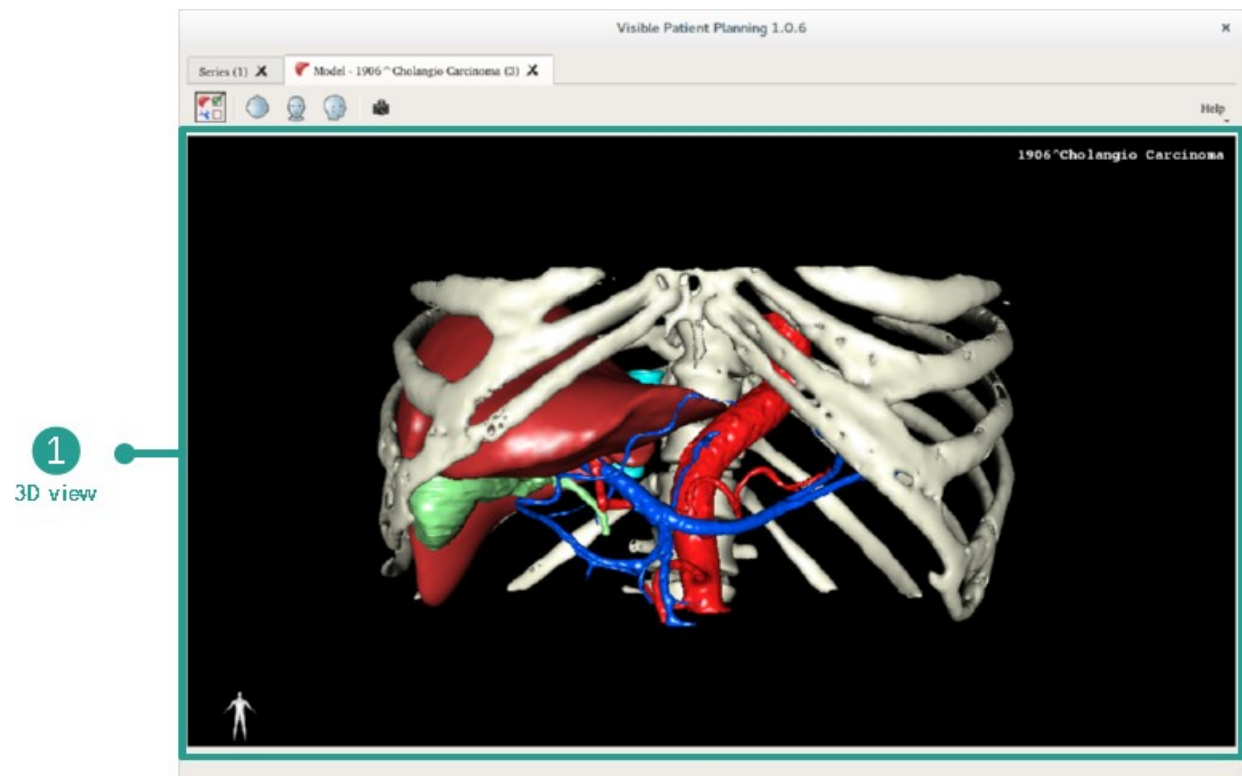 Visible Patient Planning 1.0.6
Series (1) Model - 1906^Cholangio Carcinoma (3)
Help
1906^Cholangio Carcinoma
1
3D view